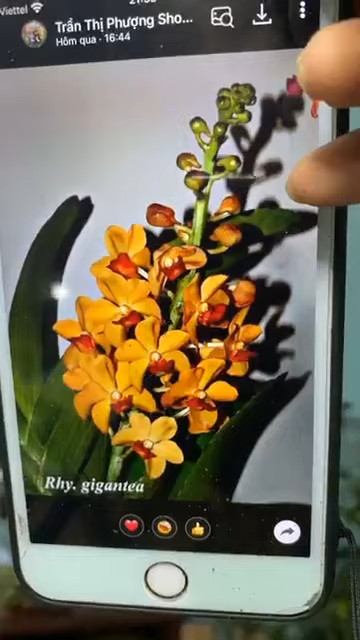 Viettel
Trần Thị Phượng Sho...
Hôm qua · 16:44
Rhy. gigantea